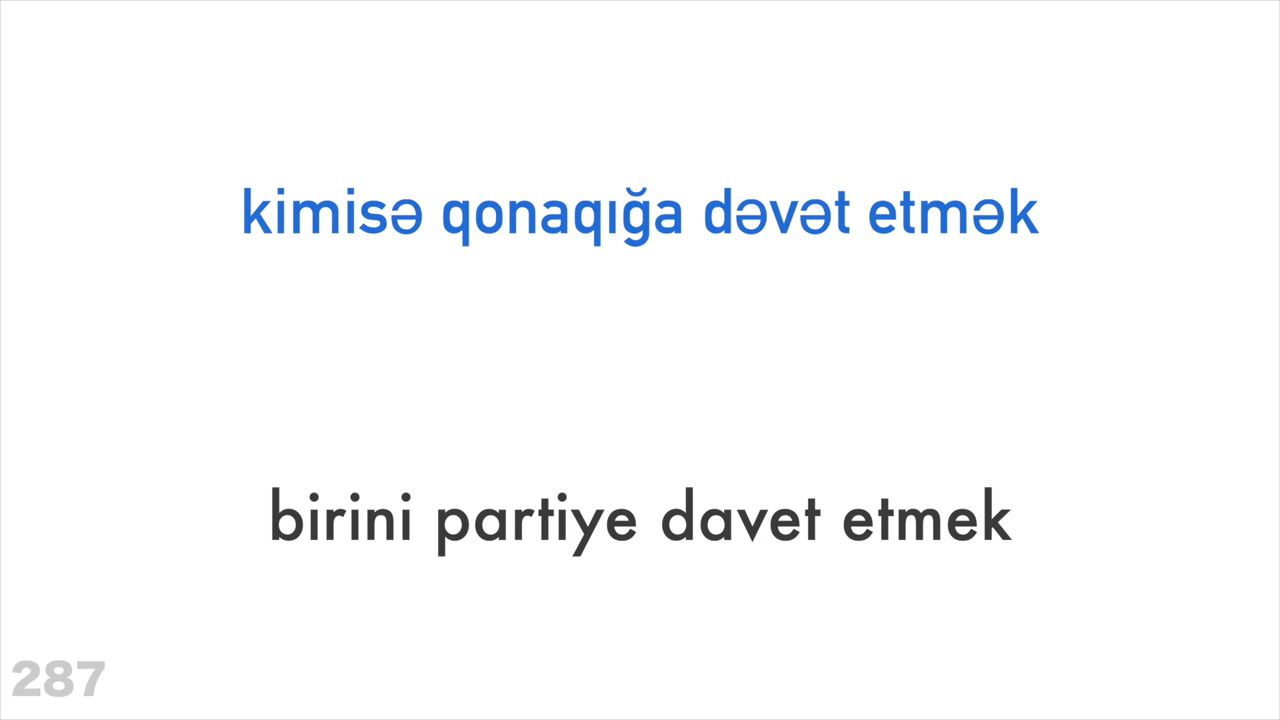 kimisə qonaqığa dəvət etmək
birini partiye davet etmek
287